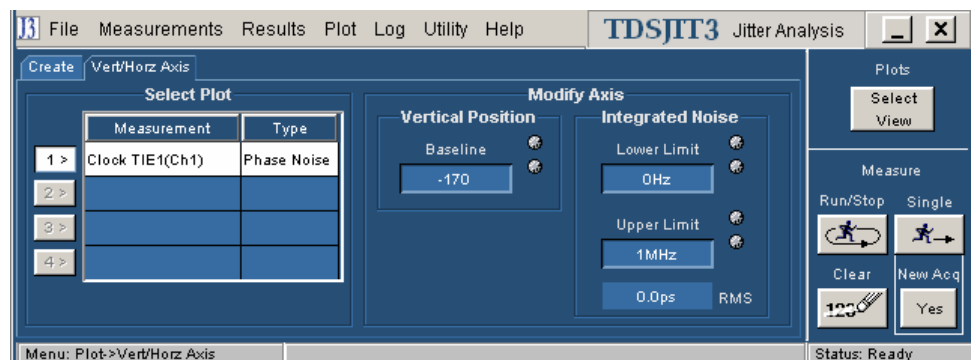 J3 File Measurements Results Plot Log Utility Help TDSJIT3 Jitter Analysis
Create Vert/Horz Axis
Select Plot
Measurement Type
1 > Clock TIE1(Ch1) Phase Noise
2 >
3 >
4 >
Modify Axis
Vertical Position
Baseline
-170
Integrated Noise
Lower Limit
0Hz
Upper Limit
1MHz
0.0ps RMS
Plots
Select
View
Measure
Run/Stop Single
Clear New Acq
123 Yes
Menu: Plot->Vert/Horz Axis Status: Ready